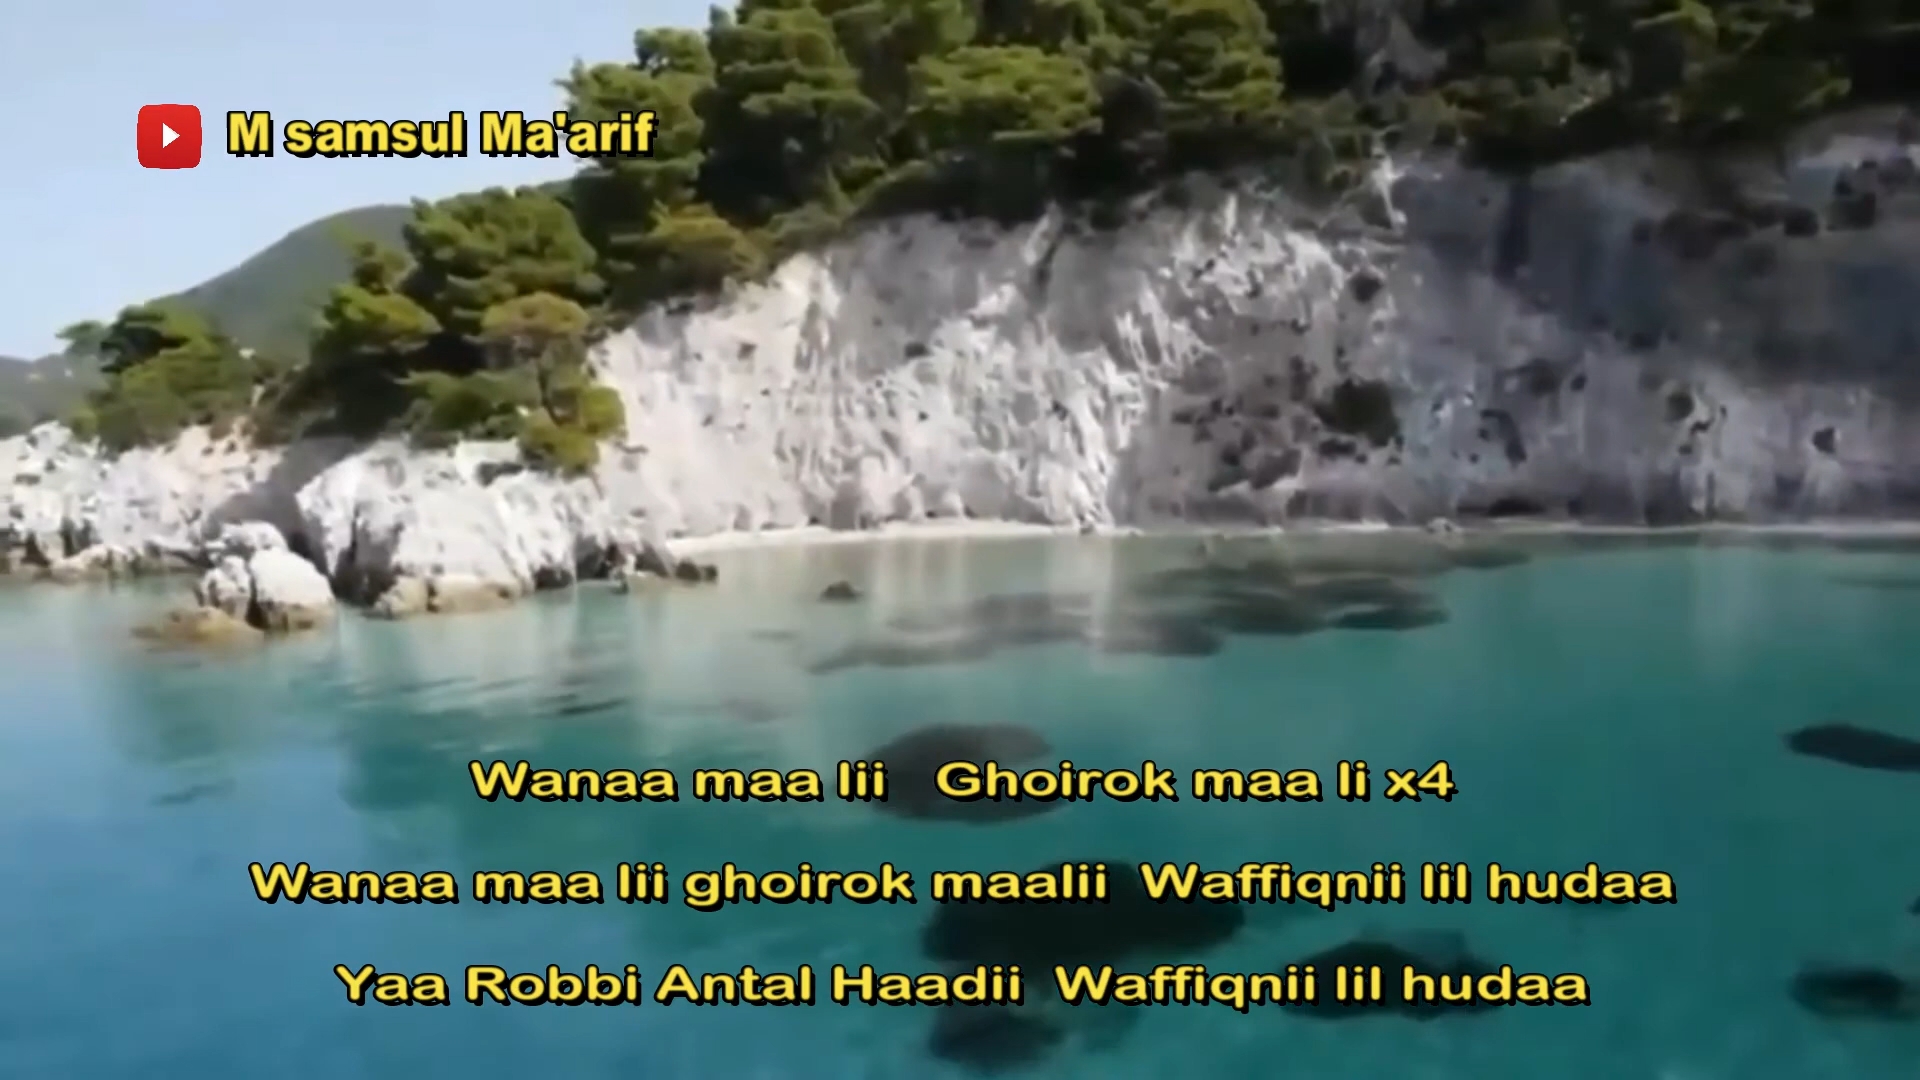 M samsul Ma'arif
Wanaa maa lii Ghoirok maa li x4
Wanaa maa lii ghoirok maalii Waffiqnii lil hudaa
Yaa Robbi Antal Haadii Waffiqnii lil hudaa